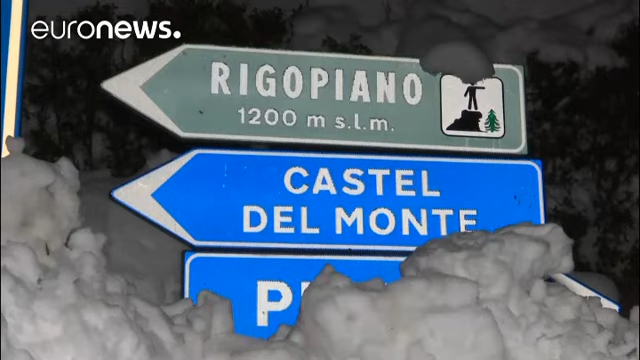 euronews.
RIGOPIANO
1200 m s.l.m.
CASTEL
DEL MONTE